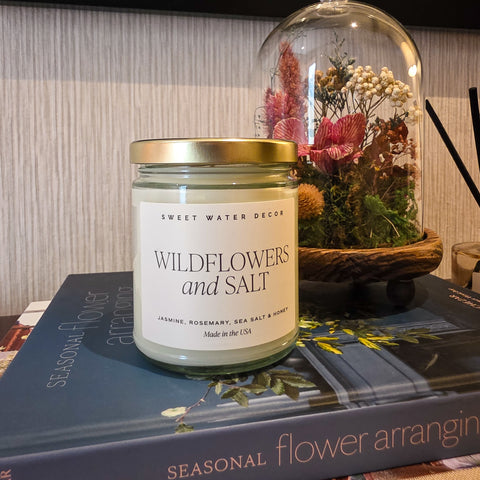 SWEET WATER DECOR
WILDFLOWERS
and SALT
JASMINE, ROSEMARY, SEA SALT & HONEY
Made in the USA
SEASONAL flower
arranging
SEASONAL flower arrangin